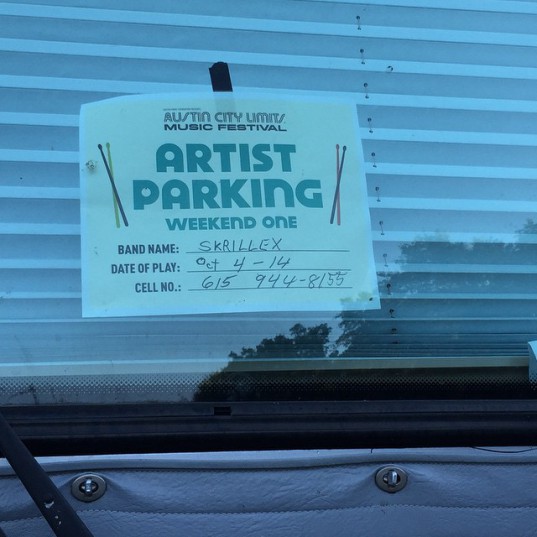 AUSTIN CITY LIMITS
MUSIC FESTIVAL
ARTIST
PARKING
WEEKEND ONE
BAND NAME: SKRILLEX
DATE OF PLAY: Oct 4-14
CELL NO.: 615 944-8155